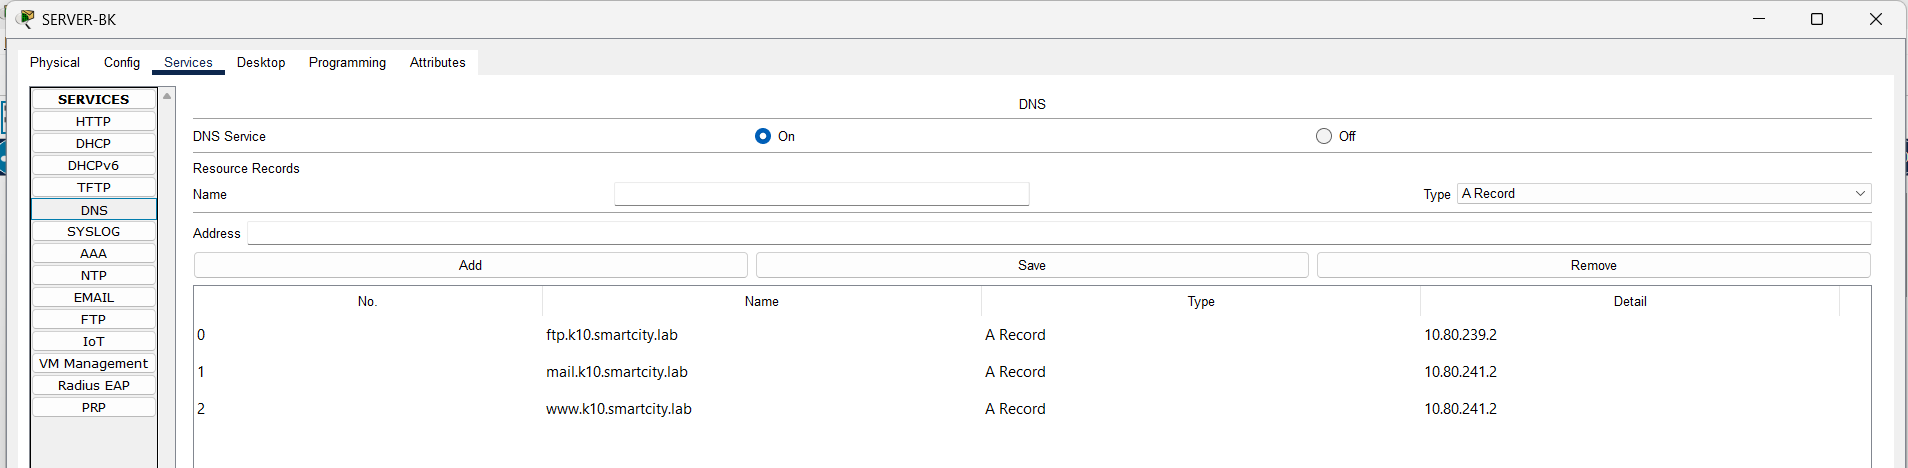 SERVER-BK
Physical Config Services Desktop Programming Attributes
SERVICES
HTTP
DHCP
DHCPv6
TFTP
DNS
SYSLOG
AAA
NTP
EMAIL
FTP
IoT
VM Management
Radius EAP
PRP
DNS
DNS Service On Off
Resource Records
Name Type A Record
Address
Add Save Remove
No. Name Type Detail
0 ftp.k10.smartcity.lab A Record 10.80.239.2
1 mail.k10.smartcity.lab A Record 10.80.241.2
2 www.k10.smartcity.lab A Record 10.80.241.2